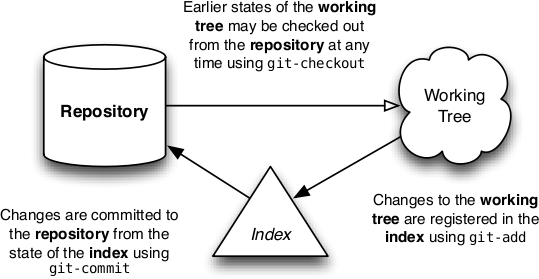 Earlier states of the working
tree may be checked out
from the repository at any
time using git-checkout
Repository
Working
Tree
Index
Changes are committed to
the repository from the
state of the index using
git-commit
Changes to the working
tree are registered in the
index using git-add